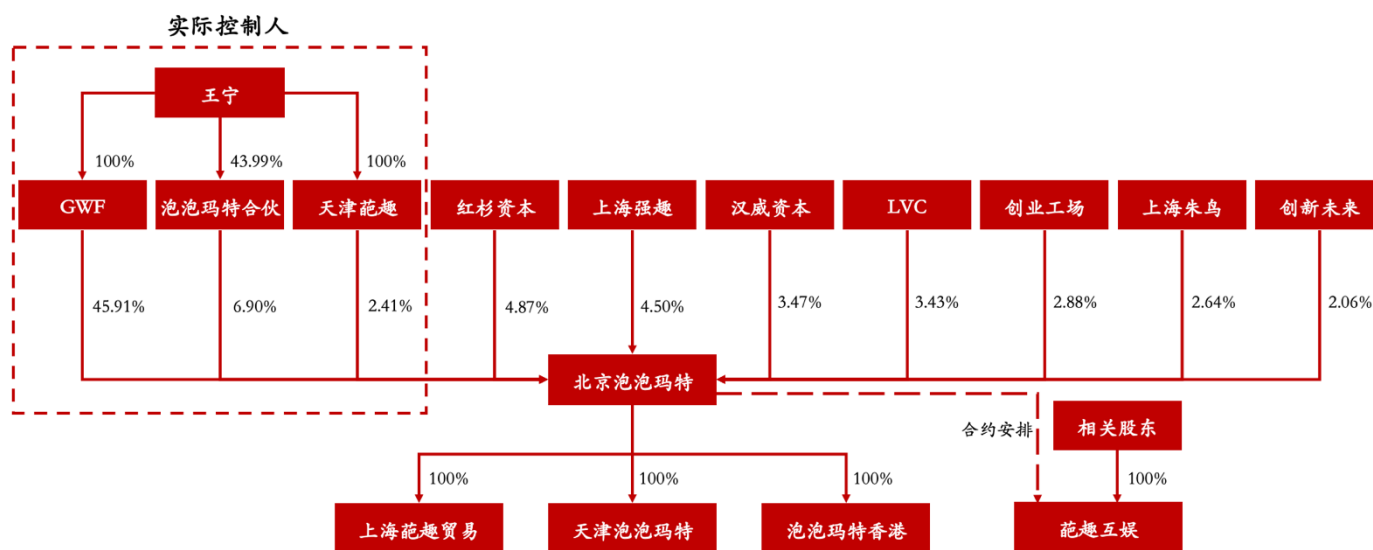 实际控制人
王宁
100%
43.99%
100%
GWF
泡泡玛特合伙
天津葩趣
红杉资本
上海强趣
汉威资本
LVC
创业工场
上海朱鸟
创新未来
45.91%
6.90%
2.41%
4.87%
4.50%
3.47%
3.43%
2.88%
2.64%
2.06%
北京泡泡玛特
合约安排
相关股东
100%
100%
100%
100%
上海葩趣贸易
天津泡泡玛特
泡泡玛特香港
葩趣互娱